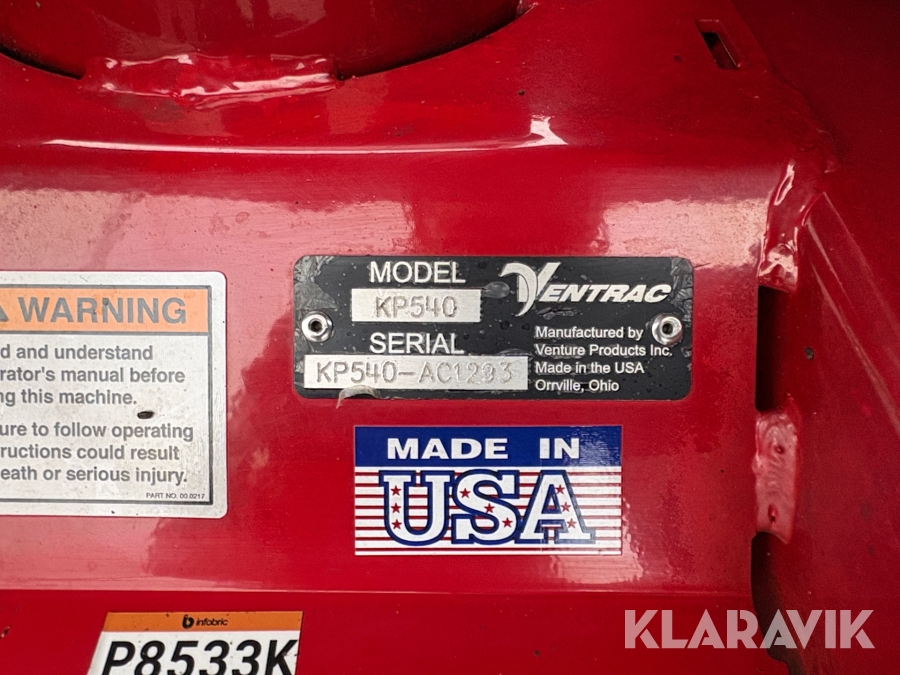 WARNING
d and understand
rator's manual before
ng this machine.
ure to follow operating
ructions could result
eath or serious injury.
PART NO. 00.0217
MODEL
KP540
SERIAL
KP540-AC1293
VENTRAC
Manufactured by
Venture Products Inc.
Made in the USA
Orrville, Ohio
MADE IN
USA
infobric
P8533K
KLARAVIK